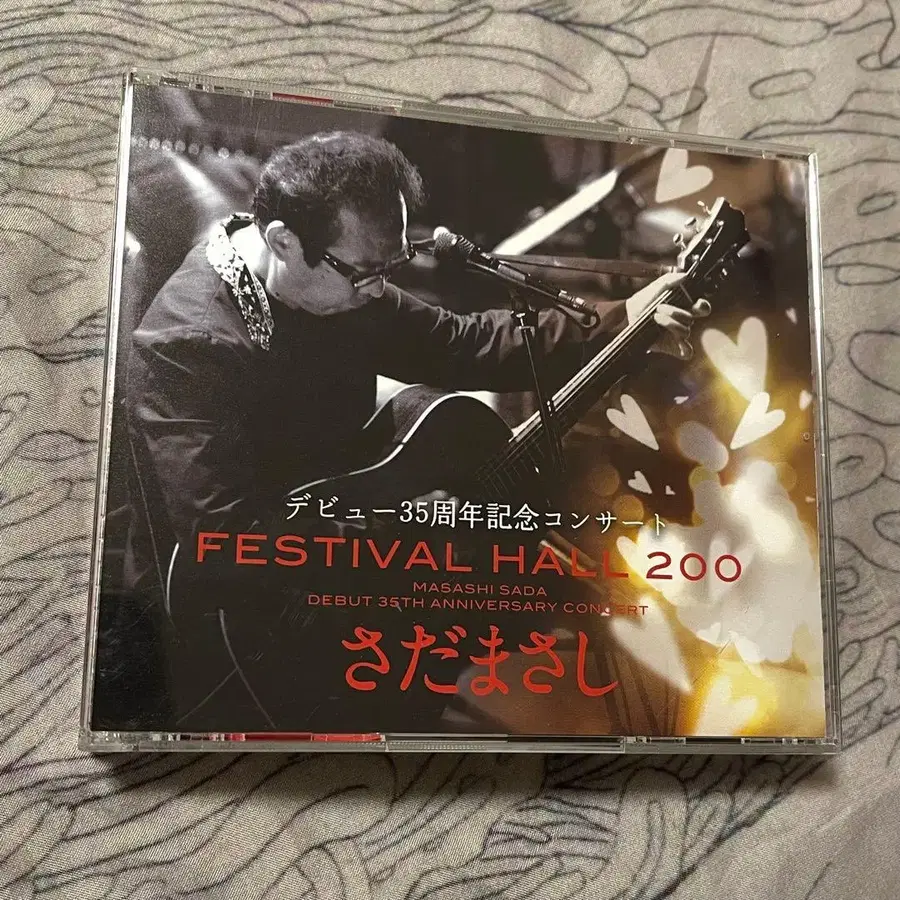 デビュー35周年記念コンサート
FESTIVAL HALL 200
MASASHI SADA
DEBUT 35TH ANNIVERSARY CONCERT
さだまさし